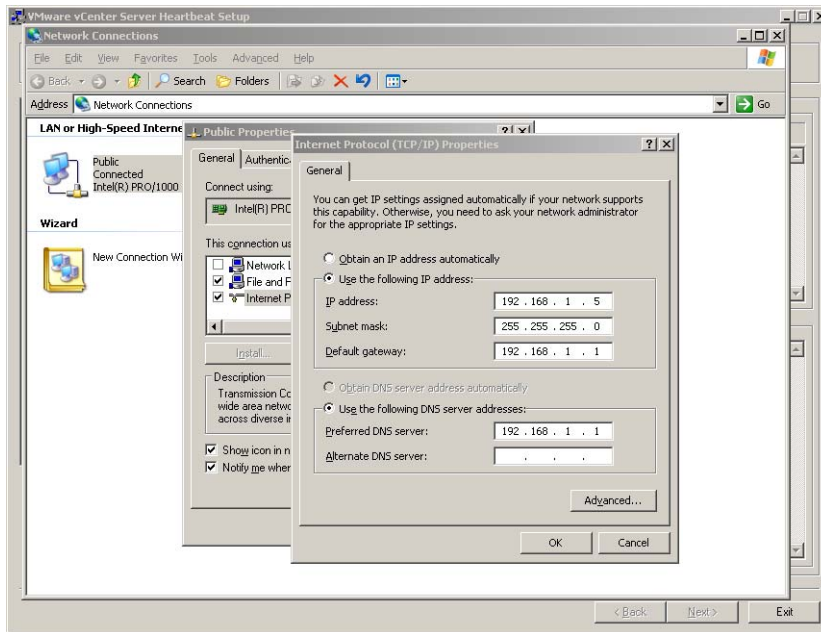 VMware vCenter Server Heartbeat Setup
Network Connections
File Edit View Favorites Tools Advanced Help
Back Search Folders
Address Network Connections Go
LAN or High-Speed Interne
Public
Connected
Intel(R) PRO/1000
Wizard
New Connection Wi
Public Properties
General Authentic
Connect using:
Intel(R) PRC
This connection us
Network L
File and P
Internet P
Install...
Description
Transmission Co
wide area netwo
across diverse in
Show icon in n
Notify me wher
Internet Protocol (TCP/IP) Properties
General
You can get IP settings assigned automatically if your network supports
this capability. Otherwise, you need to ask your network administrator
for the appropriate IP settings.
Obtain an IP address automatically
Use the following IP address:
IP address: 192 . 168 . 1 . 5
Subnet mask: 255 . 255 . 255 . 0
Default gateway: 192 . 168 . 1 . 1
Obtain DNS server address automatically
Use the following DNS server addresses:
Preferred DNS server: 192 . 168 . 1 . 1
Alternate DNS server: . . .
Advanced...
OK Cancel
< Back Next > Exit